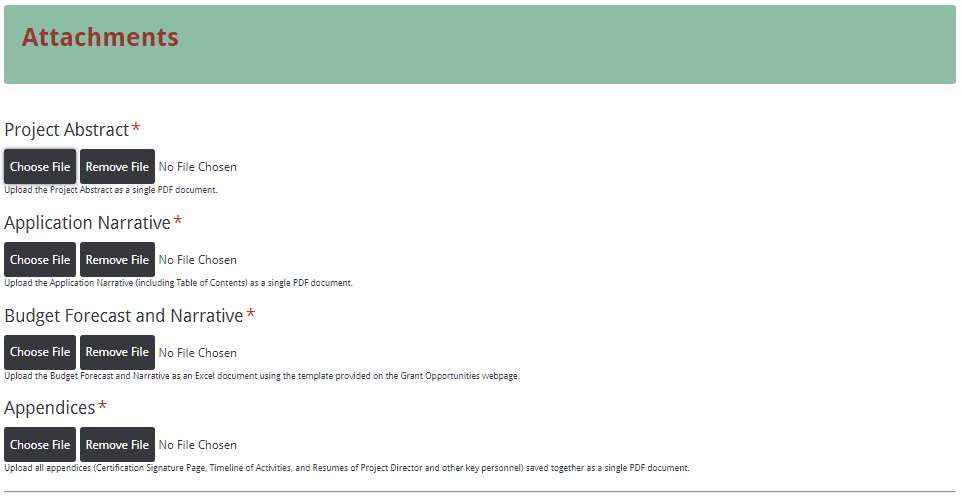 Attachments
Project Abstract*
Choose File Remove File No File Chosen
Upload the Project Abstract as a single PDF document.
Application Narrative*
Choose File Remove File No File Chosen
Upload the Application Narrative (including Table of Contents) as a single PDF document.
Budget Forecast and Narrative*
Choose File Remove File No File Chosen
Upload the Budget Forecast and Narrative as an Excel document using the template provided on the Grant Opportunities webpage.
Appendices*
Choose File Remove File No File Chosen
Upload all appendices (Certification Signature Page, Timeline of Activities, and Resumes of Project Director and other key personnel) saved together as a single PDF document.